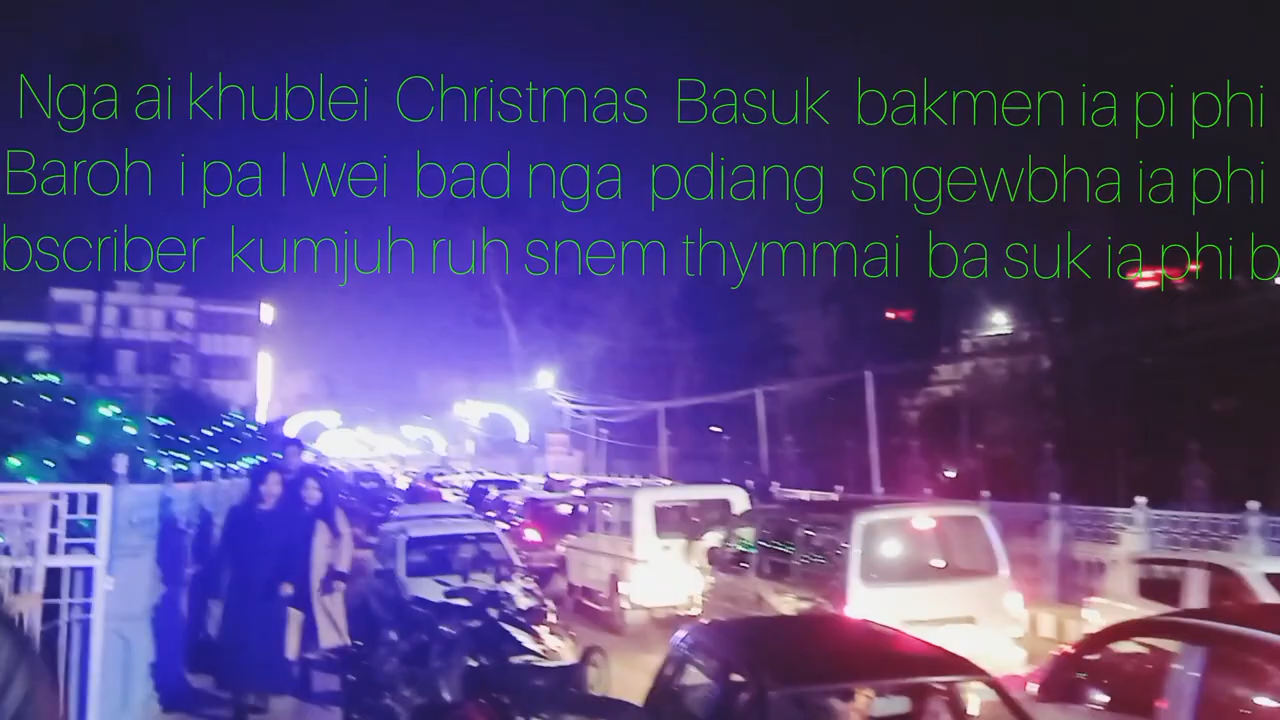 Nga ai khublei Christmas Basuk bakmen ia pi phi
Baroh i pa l wei bad nga pdiang sngewbha ia phi
bscriber kumjuh ruh snem thymmai ba suk ia phi b